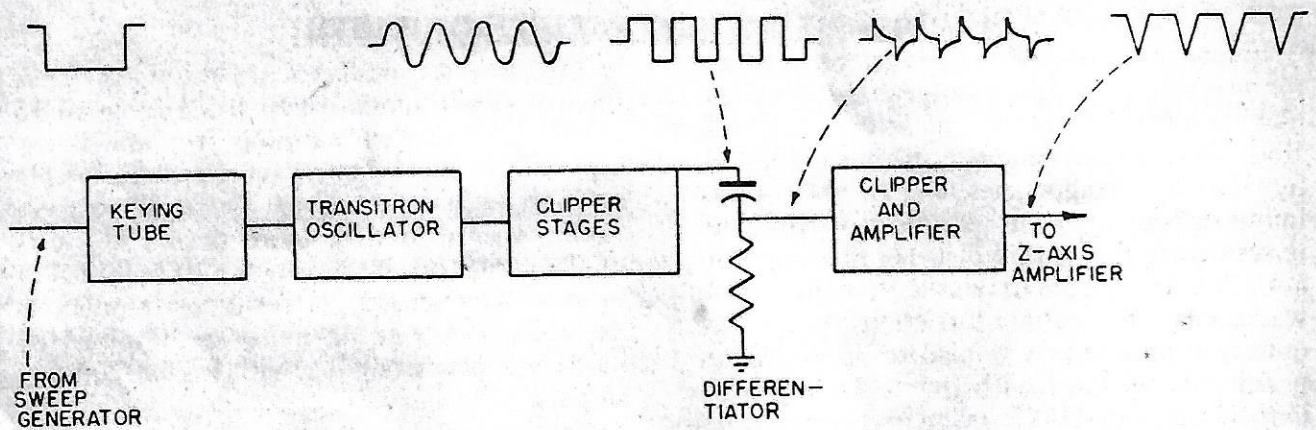 KEYING
TUBE
TRANSITRON
OSCILLATOR
CLIPPER
STAGES
CLIPPER
AND
AMPLIFIER
TO
Z-AXIS
AMPLIFIER
FROM
SWEEP
GENERATOR
DIFFEREN-
TIATOR